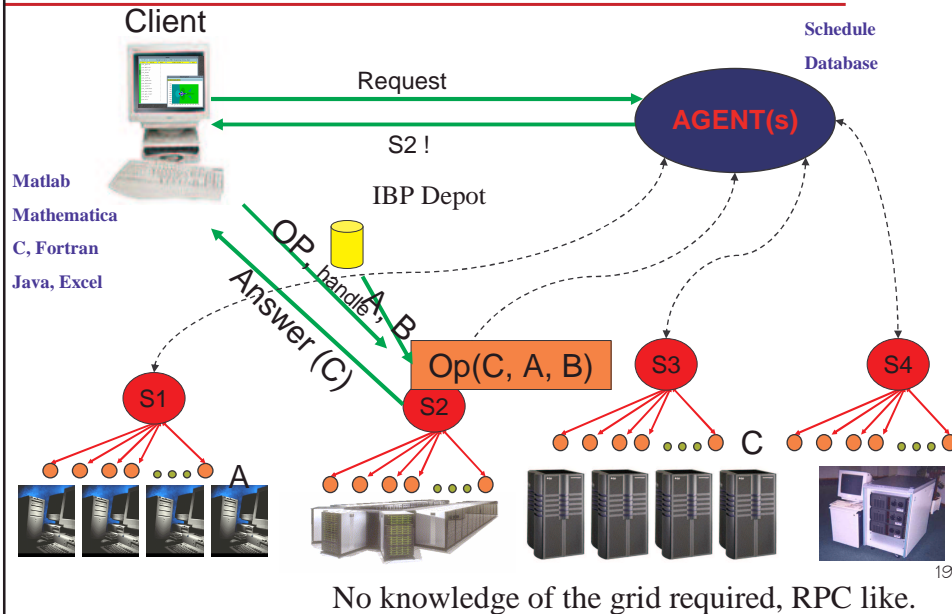 Client
Schedule
Database
Request
AGENT(s)
S2 !
Matlab
Mathematica
C, Fortran
Java, Excel
IBP Depot
OP, handle
A, B
Answer (C)
Op(C, A, B)
S1
S2
S3
S4
A
C
19
No knowledge of the grid required, RPC like.